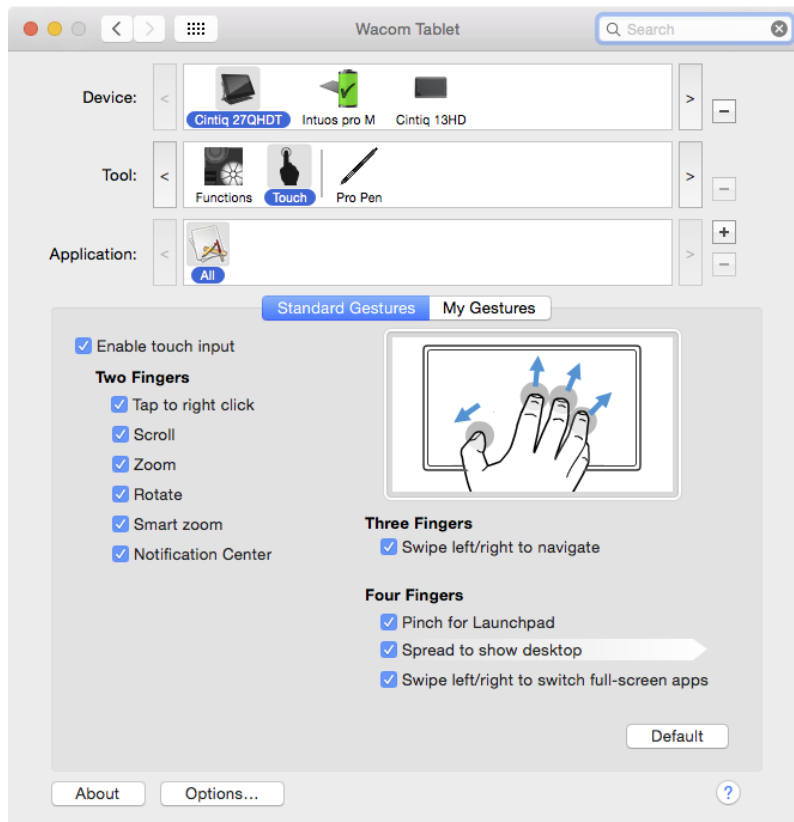 Wacom Tablet
Search
Device:
Cintiq 27QHDT
Intuos pro M
Cintiq 13HD
Tool:
Functions
Touch
Pro Pen
Application:
All
Standard Gestures
My Gestures
Enable touch input
Two Fingers
Tap to right click
Scroll
Zoom
Rotate
Smart zoom
Notification Center
Three Fingers
Swipe left/right to navigate
Four Fingers
Pinch for Launchpad
Spread to show desktop
Swipe left/right to switch full-screen apps
Default
About
Options...
?